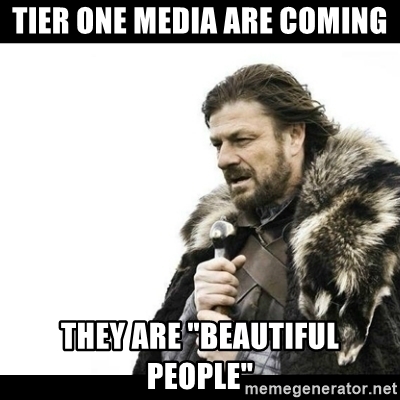 TIER ONE MEDIA ARE COMING
THEY ARE "BEAUTIFUL
PEOPLE"
memegenerator.net